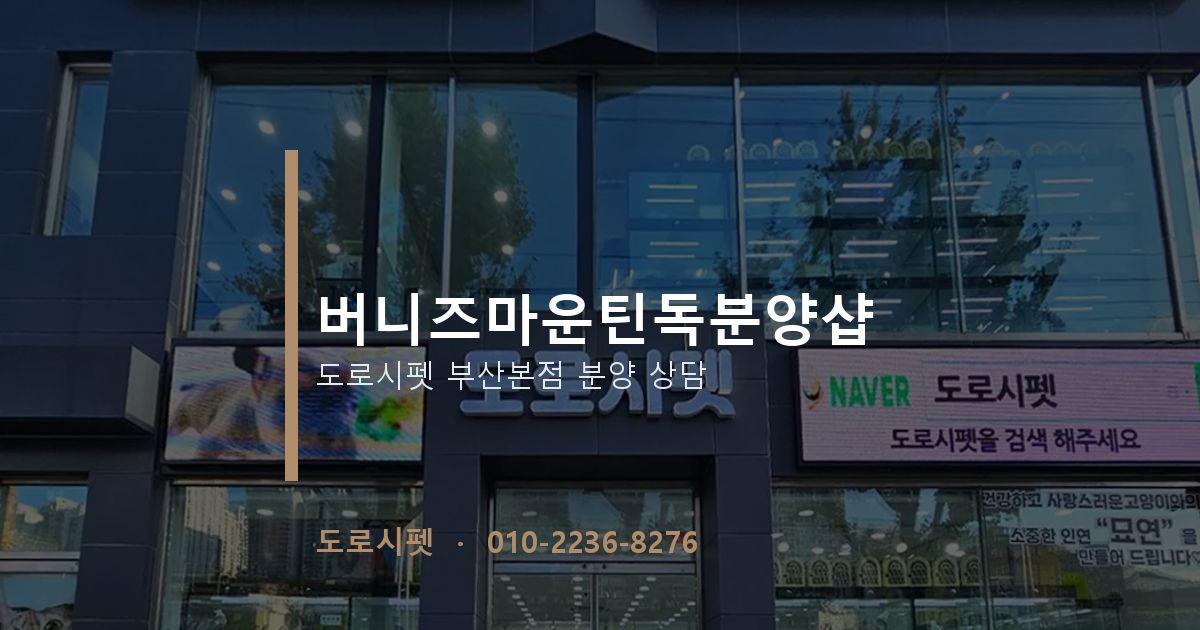 버니즈마운틴독분양샵
도로시펫 부산본점 분양 상담
도로시펫
NAVER 도로시펫
도로시펫을 검색 해주세요
건강하고 사랑스러운고양이와의
소중한 인연 “묘연” 을
만들어 드립니다
도로시펫 · 010-2236-8276